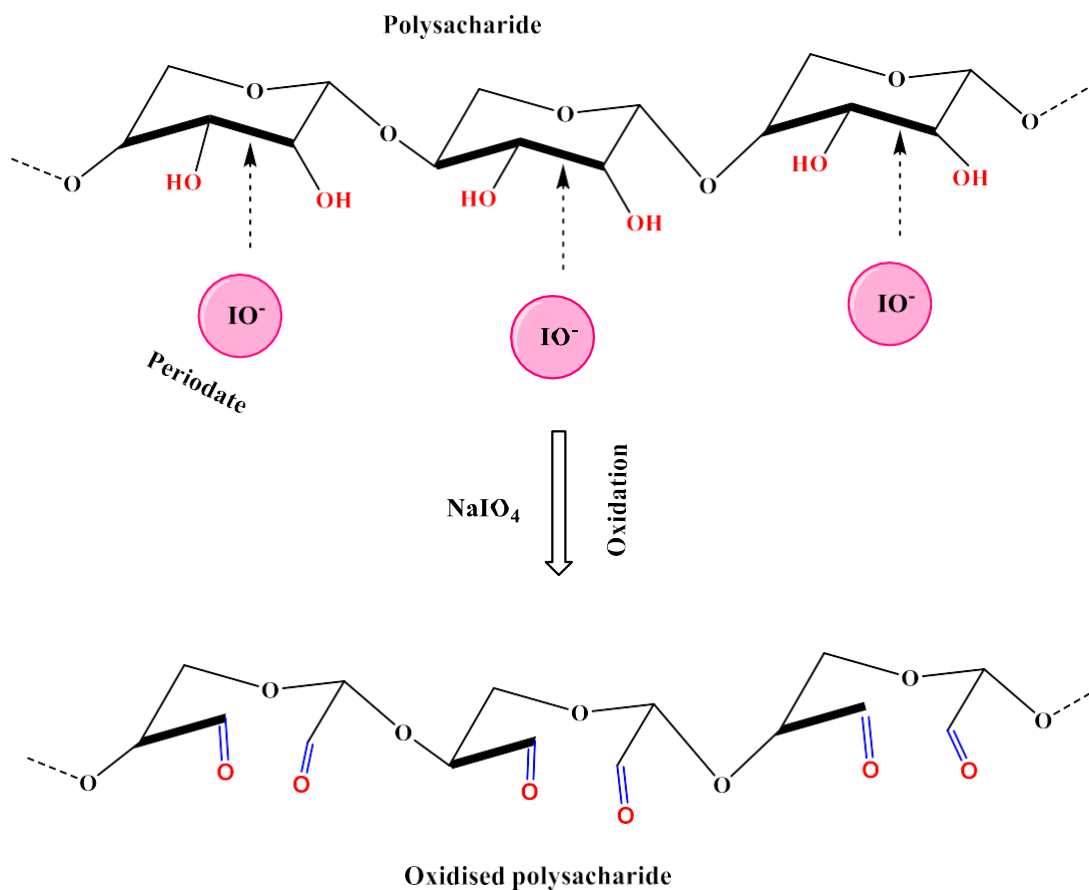 Polysacharide
O O O O O O O
HO OH HO OH HO OH
IO⁻ IO⁻ IO⁻
Periodate
NaIO₄
Oxidation
O O O O O O O
O O O O O O
Oxidised polysacharide